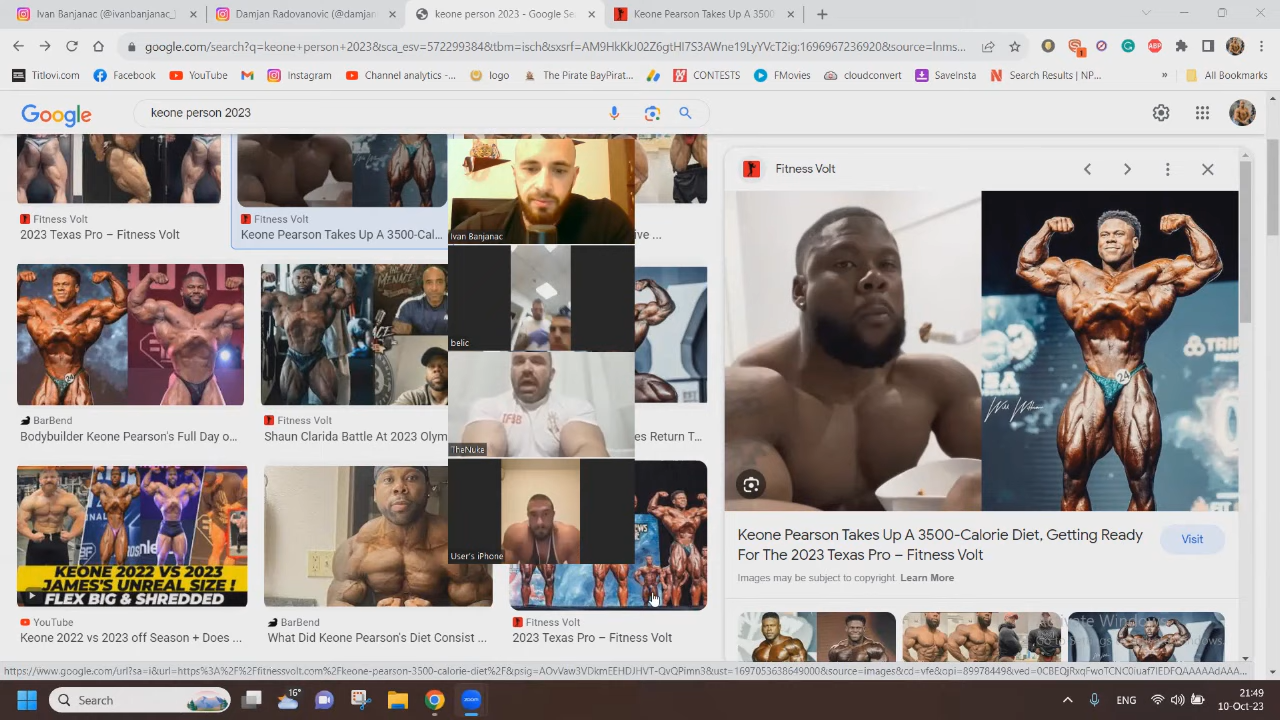 Ivan Banjanac (@ivanbanjanac_
Damjan Radovanovic (@damjan
keone person 2023 - Google Se
Keone Pearson Takes Up A 3500
google.com/search?q=keone+person+2023&sca_esv=572239384&tbm=isch&sxsrf=AM9HkKkJ02Z6gtHI7S3AWne19LyYVcT2ig:1696967236920&source=lnms...
Titlovi.com
Facebook
YouTube
Instagram
Channel analytics -...
logo
The Pirate BayPirat...
CONTESTS
FMovies
cloudconvert
SaveInsta
Search Results | NP...
»
All Bookmarks
Google
keone person 2023
Fitness Volt
2023 Texas Pro – Fitness Volt
Fitness Volt
Keone Pearson Takes Up A 3500-Cal...
ive ...
BarBend
Bodybuilder Keone Pearson's Full Day o...
Fitness Volt
Shaun Clarida Battle At 2023 Olym
es Return T...
KEONE 2022 VS 2023
JAMES'S UNREAL SIZE !
FLEX BIG & SHREDDED
YouTube
Keone 2022 vs 2023 off Season + Does ...
BarBend
What Did Keone Pearson's Diet Consist ...
Fitness Volt
2023 Texas Pro – Fitness Volt
Ivan Banjanac
belic
TheNuke
User's iPhone
Fitness Volt
24
Keone Pearson Takes Up A 3500-Calorie Diet, Getting Ready
For The 2023 Texas Pro – Fitness Volt
Visit
Images may be subject to copyright. Learn More
Activate Windows
Search
16°
ENG
21:49
10-Oct-23